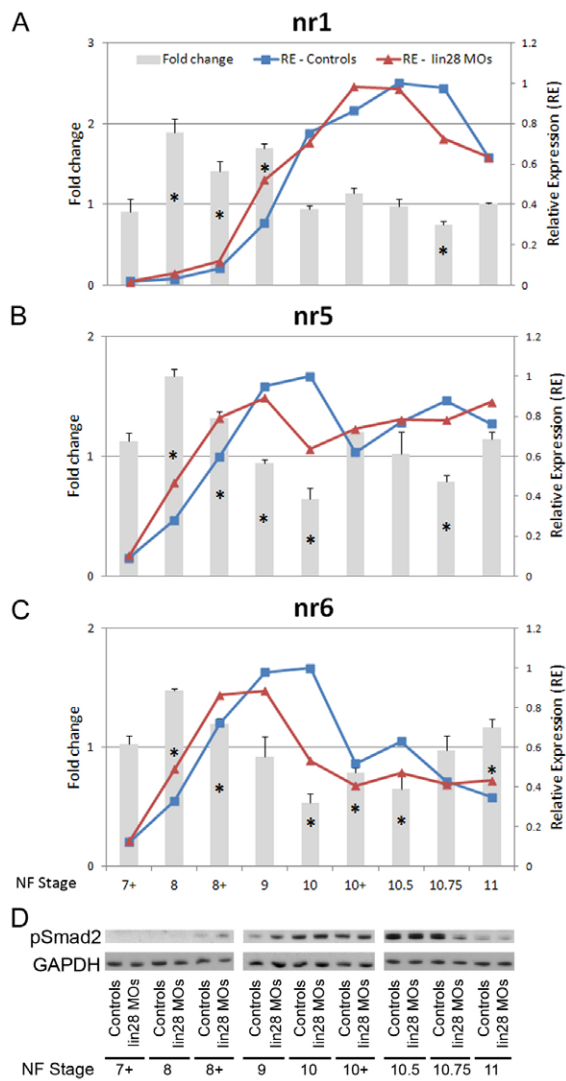 A
nr1
Fold change RE - Controls RE - lin28 MOs
Fold change
3
2
1
0
Relative Expression (RE)
1.2
1
0.8
0.6
0.4
0.2
0
* * * *
B
nr5
Fold change
2
1
0
Relative Expression (RE)
1.2
1
0.8
0.6
0.4
0.2
0
* * * * *
C
nr6
Fold change
2
1
0
Relative Expression (RE)
1.2
1
0.8
0.6
0.4
0.2
0
* * * * * *
NF Stage 7+ 8 8+ 9 10 10+ 10.5 10.75 11
D
pSmad2
GAPDH
Controls lin28 MOs Controls lin28 MOs Controls lin28 MOs Controls lin28 MOs Controls lin28 MOs Controls lin28 MOs Controls lin28 MOs Controls lin28 MOs Controls lin28 MOs
NF Stage 7+ 8 8+ 9 10 10+ 10.5 10.75 11